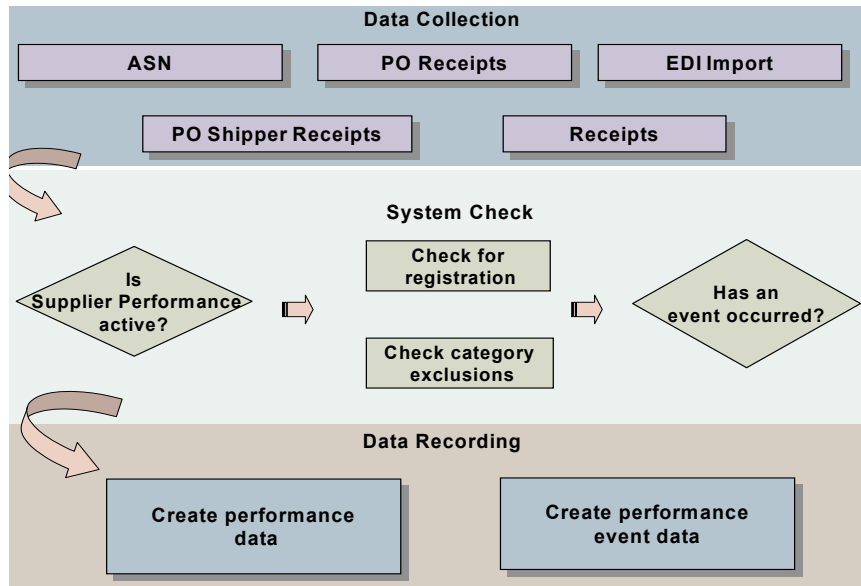 Data Collection
ASN
PO Receipts
EDI Import
PO Shipper Receipts
Receipts
System Check
Is
Supplier Performance
active?
Check for
registration
Check category
exclusions
Has an
event occurred?
Data Recording
Create performance
data
Create performance
event data